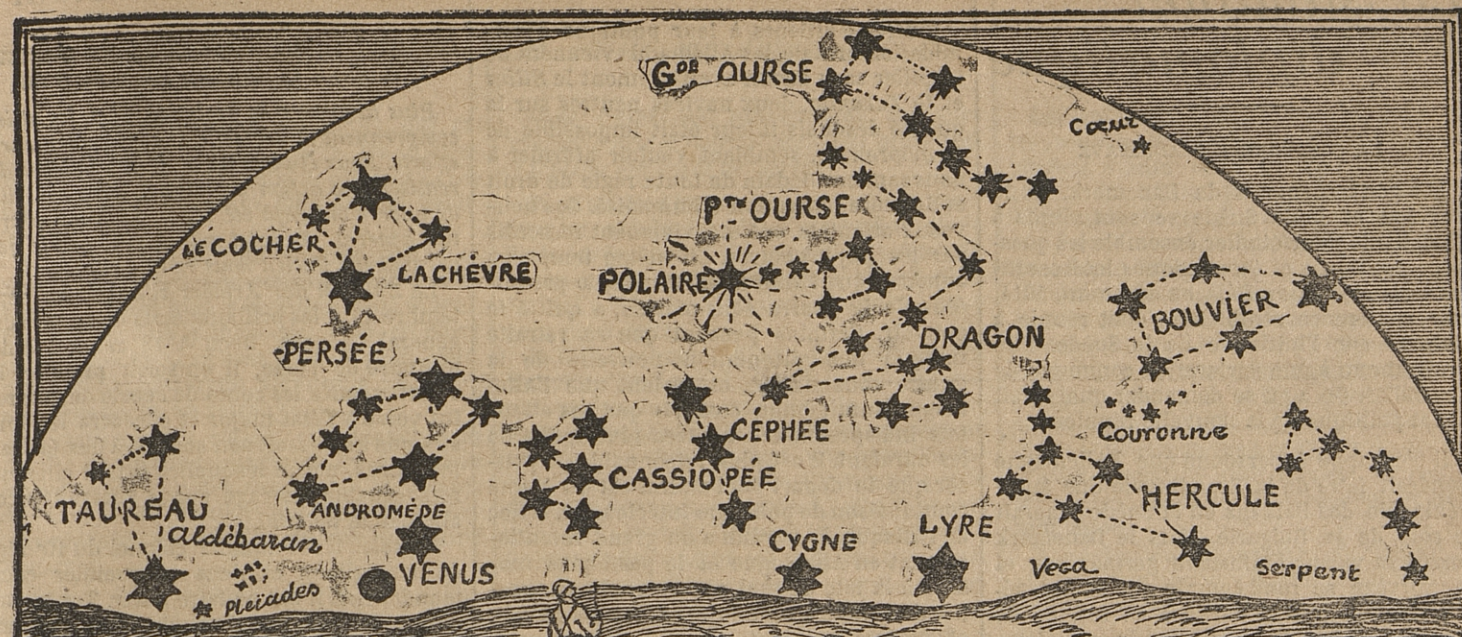 Gde OURSE
Cœur
Pte OURSE
LE COCHER
LA CHÈVRE
POLAIRE
BOUVIER
DRAGON
PERSÉE
CÉPHÉE
Couronne
CASSIOPÉE
HERCULE
TAUREAU
ANDROMÈDE
Aldébaran
LYRE
CYGNE
VENUS
Vega
Serpent
Pleïades